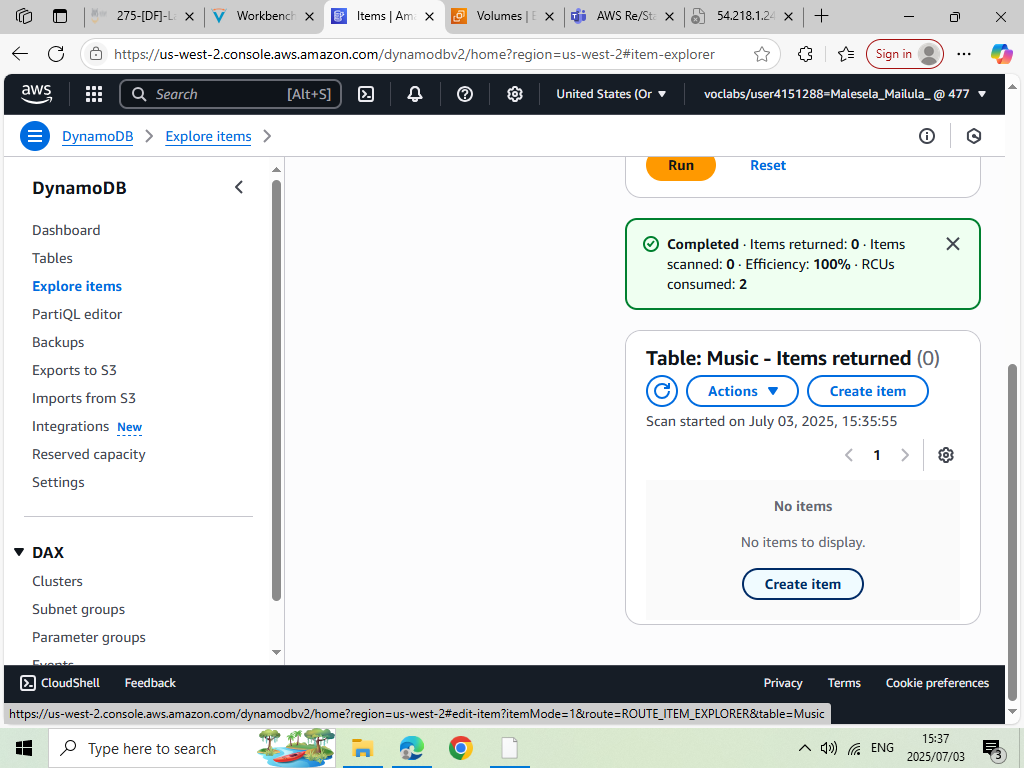 275-[DF]-L
Workbench
Items | Am
Volumes | E
AWS Re/Sta
54.218.1.24
https://us-west-2.console.aws.amazon.com/dynamodbv2/home?region=us-west-2#item-explorer
Sign in
aws
Search
[Alt+S]
United States (Or
voclabs/user4151288=Malesela_Mailula_ @ 477
DynamoDB
Explore items
DynamoDB
Dashboard
Tables
Explore items
PartiQL editor
Backups
Exports to S3
Imports from S3
Integrations New
Reserved capacity
Settings
DAX
Clusters
Subnet groups
Parameter groups
Events
Run
Reset
Completed · Items returned: 0 · Items
scanned: 0 · Efficiency: 100% · RCUs
consumed: 2
Table: Music - Items returned (0)
Actions
Create item
Scan started on July 03, 2025, 15:35:55
1
No items
No items to display.
Create item
CloudShell
Feedback
Privacy
Terms
Cookie preferences
https://us-west-2.console.aws.amazon.com/dynamodbv2/home?region=us-west-2#edit-item?itemMode=1&route=ROUTE_ITEM_EXPLORER&table=Music
Type here to search
ENG
15:37
2025/07/03
3